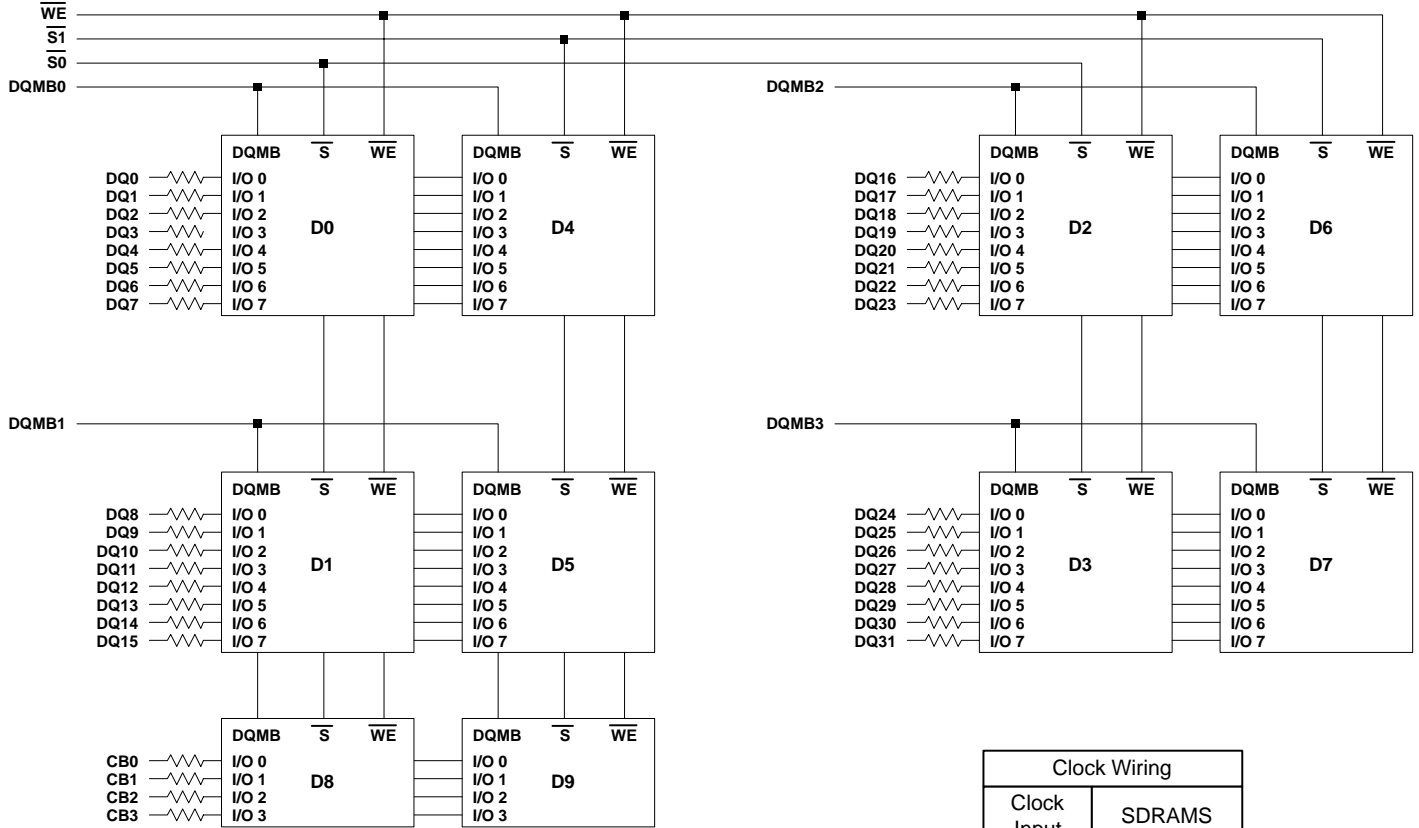 WE
S1
S0
DQMB0 DQMB2
DQMB S WE DQMB S WE DQMB S WE DQMB S WE
DQ0 I/O 0 I/O 0 DQ16 I/O 0 I/O 0
DQ1 I/O 1 I/O 1 DQ17 I/O 1 I/O 1
DQ2 I/O 2 I/O 2 DQ18 I/O 2 I/O 2
D0 D4 D2 D6
DQ3 I/O 3 I/O 3 DQ19 I/O 3 I/O 3
DQ4 I/O 4 I/O 4 DQ20 I/O 4 I/O 4
DQ5 I/O 5 I/O 5 DQ21 I/O 5 I/O 5
DQ6 I/O 6 I/O 6 DQ22 I/O 6 I/O 6
DQ7 I/O 7 I/O 7 DQ23 I/O 7 I/O 7
DQMB1 DQMB3
DQMB S WE DQMB S WE DQMB S WE DQMB S WE
DQ8 I/O 0 I/O 0 DQ24 I/O 0 I/O 0
DQ9 I/O 1 I/O 1 DQ25 I/O 1 I/O 1
DQ10 I/O 2 I/O 2 DQ26 I/O 2 I/O 2
D1 D5 D3 D7
DQ11 I/O 3 I/O 3 DQ27 I/O 3 I/O 3
DQ12 I/O 4 I/O 4 DQ28 I/O 4 I/O 4
DQ13 I/O 5 I/O 5 DQ29 I/O 5 I/O 5
DQ14 I/O 6 I/O 6 DQ30 I/O 6 I/O 6
DQ15 I/O 7 I/O 7 DQ31 I/O 7 I/O 7
DQMB S WE DQMB S WE
CB0 I/O 0 I/O 0
CB1 I/O 1 I/O 1
D8 D9
CB2 I/O 2 I/O 2
CB3 I/O 3 I/O 3
Clock Wiring
Clock
Input SDRAMS